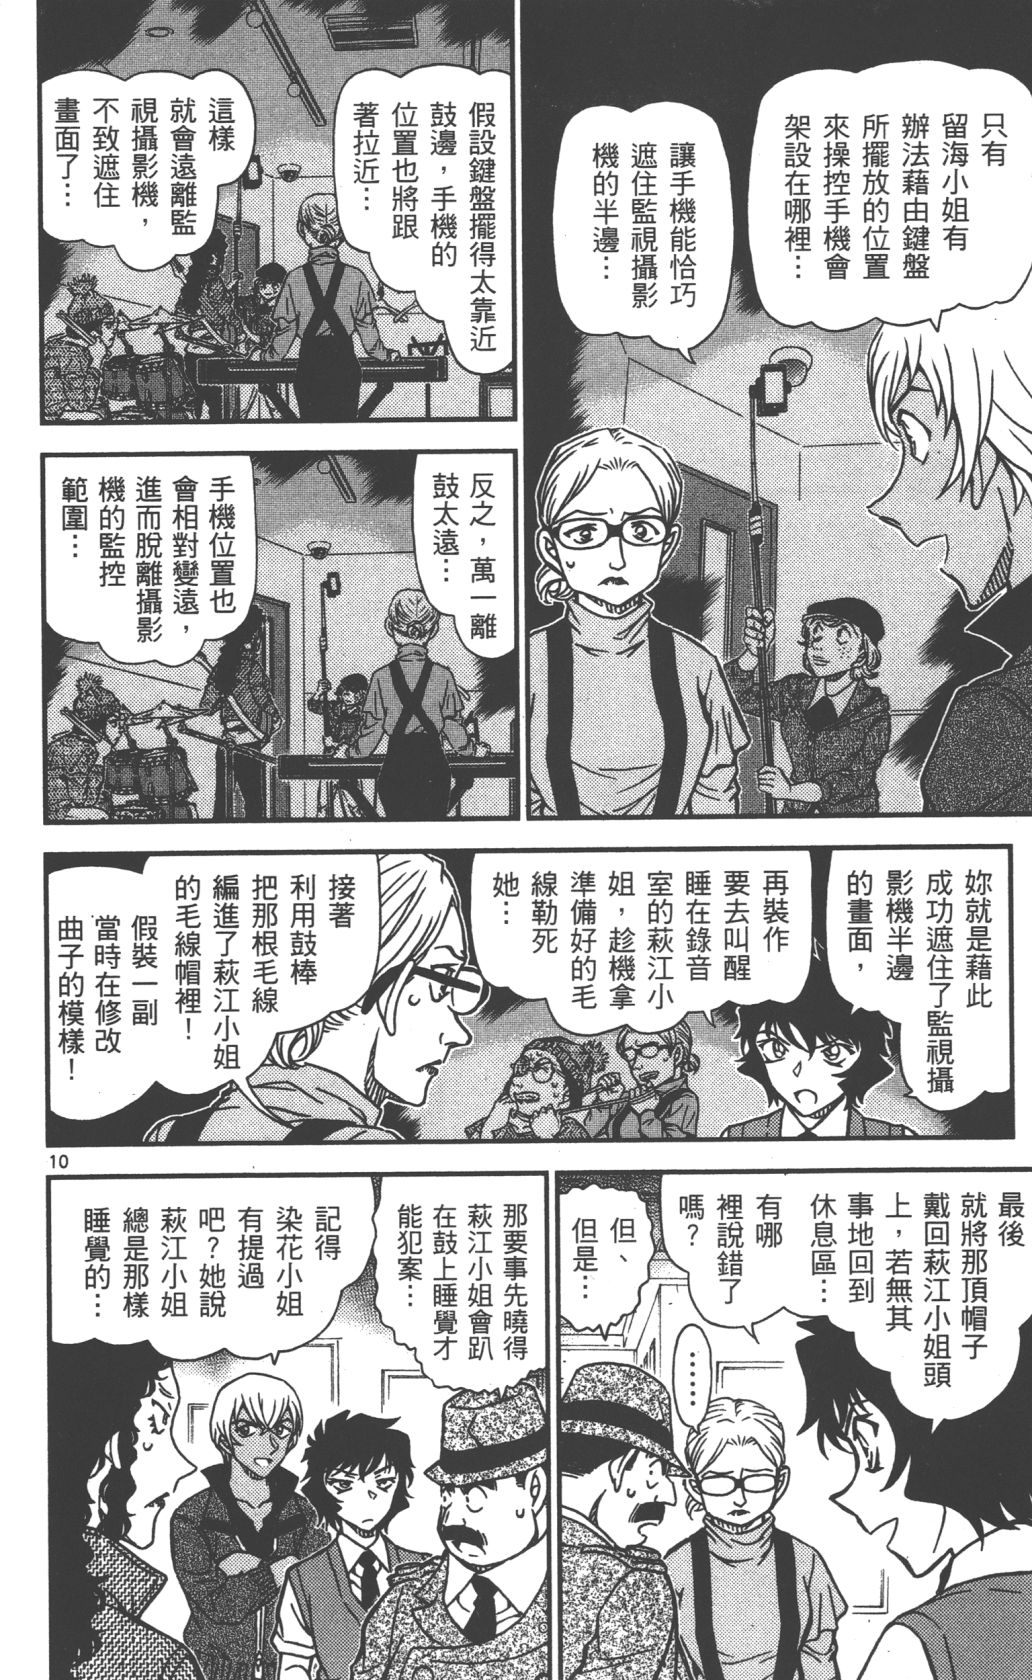 只有
留海小姐有
辦法藉由鍵盤
所擺放的位置
來操控手機會
架設在哪裡…
讓手機能恰巧
遮住監視攝影
機的半邊…
假設鍵盤擺得太靠近
鼓邊，手機的
位置也將跟
著拉近…
這樣
就會遠離監
視攝影機，
不致遮住
畫面了…
反之，萬一離
鼓太遠…
手機位置也
會相對變遠，
進而脫離攝影
機的監控
範圍…
妳就是藉此
成功遮住了監視攝
影機半邊
的畫面，
再裝作
要去叫醒
睡在錄音
室的萩江小
姐，趁機拿
準備好的毛
線勒死
她…
接著
利用鼓棒
把那根毛線
編進了萩江小姐
的毛線帽裡！
假裝一副
當時在修改
曲子的模樣！
10
最後
就將那頂帽子
戴回萩江小姐頭
上，若無其
事地回到
休息區…
有哪
裡說錯了
嗎？
……
但、
但是…
那要事先曉得
萩江小姐會趴
在鼓上睡覺才
能犯案…
記得
染花小姐
有提過
吧？她說
萩江小姐
總是那樣
睡覺的…